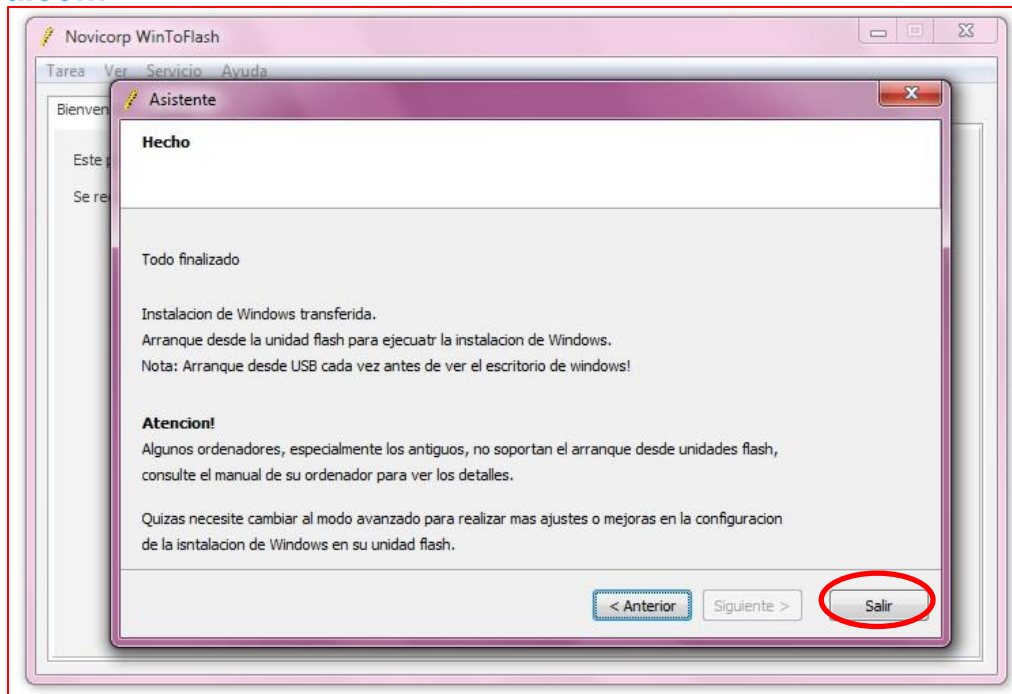 Novicorp WinToFlash
Tarea Ver Servicio Ayuda
Asistente
Bienven
Hecho
Este
Se re
Todo finalizado
Instalacion de Windows transferida.
Arranque desde la unidad flash para ejecuatr la instalacion de Windows.
Nota: Arranque desde USB cada vez antes de ver el escritorio de windows!
Atencion!
Algunos ordenadores, especialmente los antiguos, no soportan el arranque desde unidades flash,
consulte el manual de su ordenador para ver los detalles.
Quizas necesite cambiar al modo avanzado para realizar mas ajustes o mejoras en la configuracion
de la isntalacion de Windows en su unidad flash.
< Anterior Siguiente > Salir